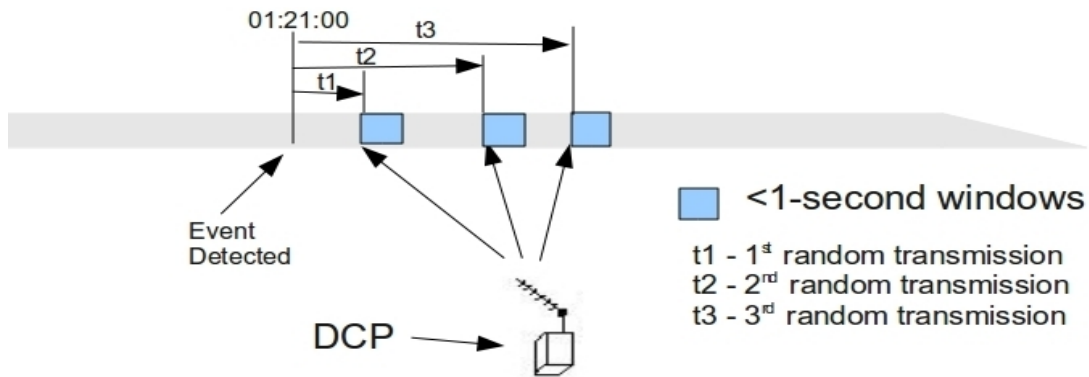 01:21:00
t3
t2
t1
Event
Detected
<1-second windows
t1 - 1st random transmission
t2 - 2nd random transmission
t3 - 3rd random transmission
DCP